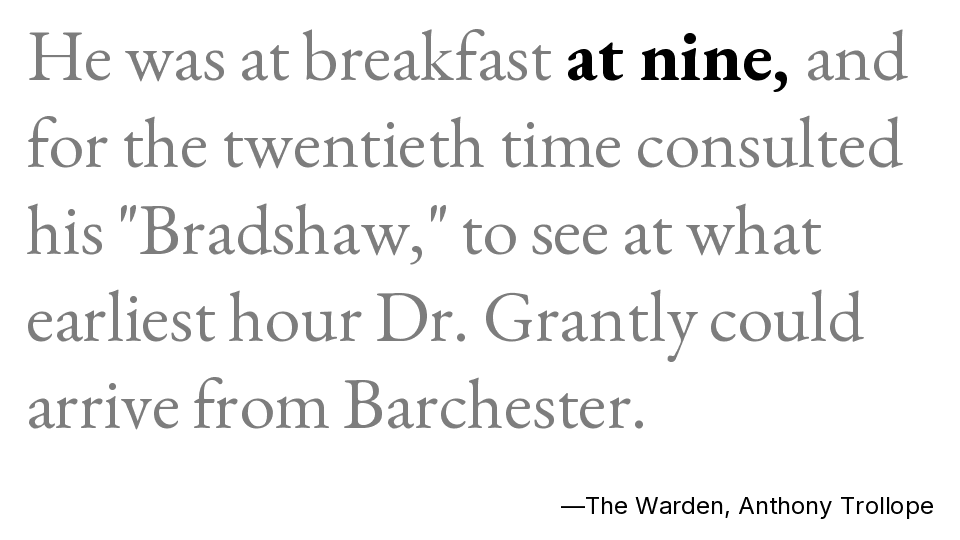 He was at breakfast at nine, and
for the twentieth time consulted
his "Bradshaw," to see at what
earliest hour Dr. Grantly could
arrive from Barchester.
—The Warden, Anthony Trollope